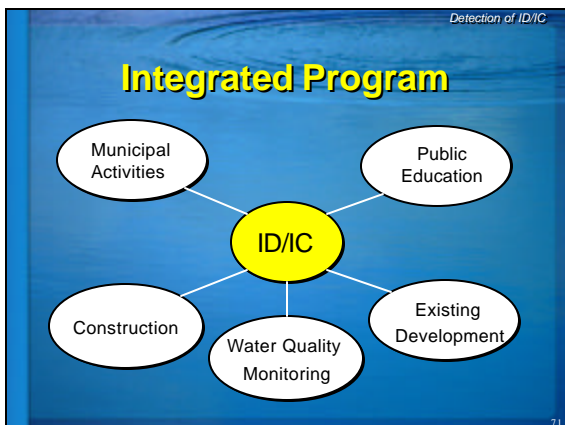 Detection of ID/IC
Integrated Program
Municipal
Activities
Public
Education
ID/IC
Construction
Water Quality
Monitoring
Existing
Development
71